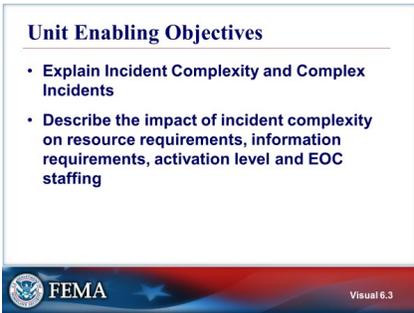 Unit Enabling Objectives
• Explain Incident Complexity and Complex
Incidents
• Describe the impact of incident complexity
on resource requirements, information
requirements, activation level and EOC
staffing
FEMA
Visual 6.3